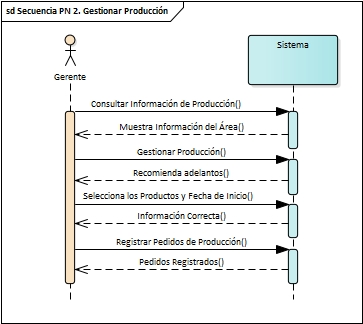 sd Secuencia PN 2. Gestionar Producción
Gerente
Sistema
Consultar Información de Producción()
Muestra Información del Área()
Gestionar Producción()
Recomienda adelantos()
Selecciona los Productos y Fecha de Inicio()
Información Correcta()
Registrar Pedidos de Producción()
Pedidos Registrados()